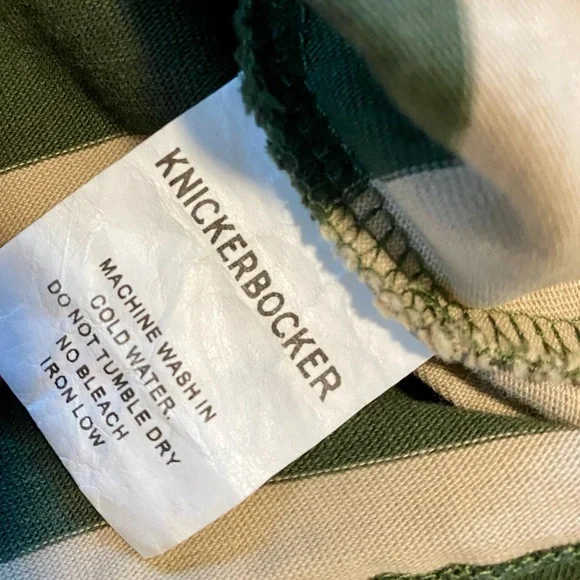 KNICKERBOCKER
MACHINE WASH IN
COLD WATER.
DO NOT TUMBLE DRY
NO BLEACH
IRON LOW